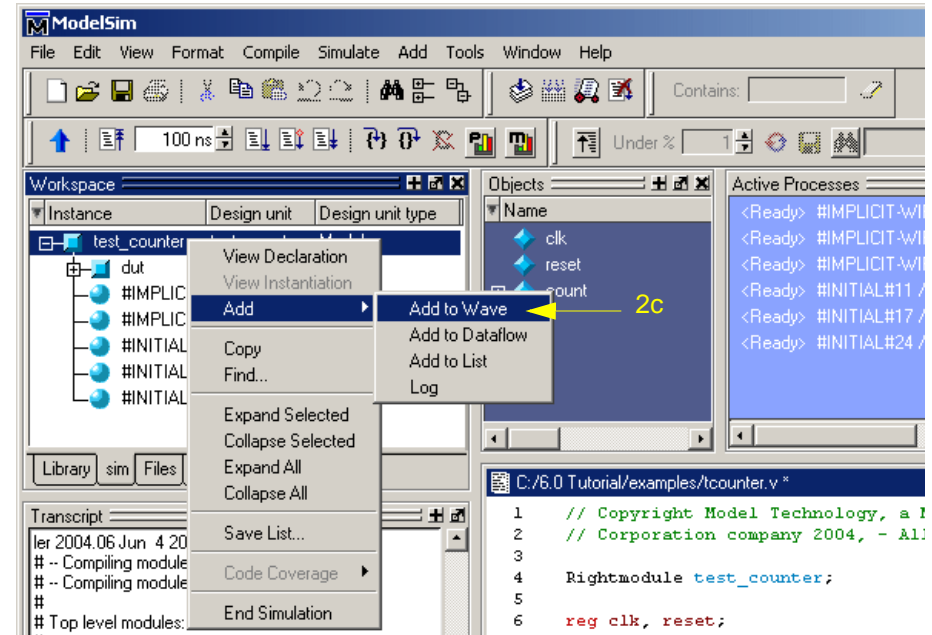 ModelSim
File Edit View Format Compile Simulate Add Tools Window Help
Contains:
100 ns
Under % 1
Workspace
Instance Design unit Design unit type
test_counter
dut
#IMPLIC
#IMPLIC
#INITIAL
#INITIAL
#INITIAL
Library sim Files
View Declaration
View Instantiation
Add
Copy
Find...
Expand Selected
Collapse Selected
Expand All
Collapse All
Save List...
Code Coverage
End Simulation
Add to Wave
Add to Dataflow
Add to List
Log
2c
Objects
Name
clk
reset
count
Active Processes
<Ready> #IMPLICIT-WI
<Ready> #IMPLICIT-WI
<Ready> #IMPLICIT-WI
<Ready> #INITIAL#11 /
<Ready> #INITIAL#17 /
<Ready> #INITIAL#24 /
Transcript
ler 2004.06 Jun 4 20
# -- Compiling module
# -- Compiling module
#
# Top level modules:
C:/6.0 Tutorial/examples/tcounter.v *
1 // Copyright Model Technology, a
2 // Corporation company 2004, - All
3
4 Rightmodule test_counter;
5
6 reg clk, reset;